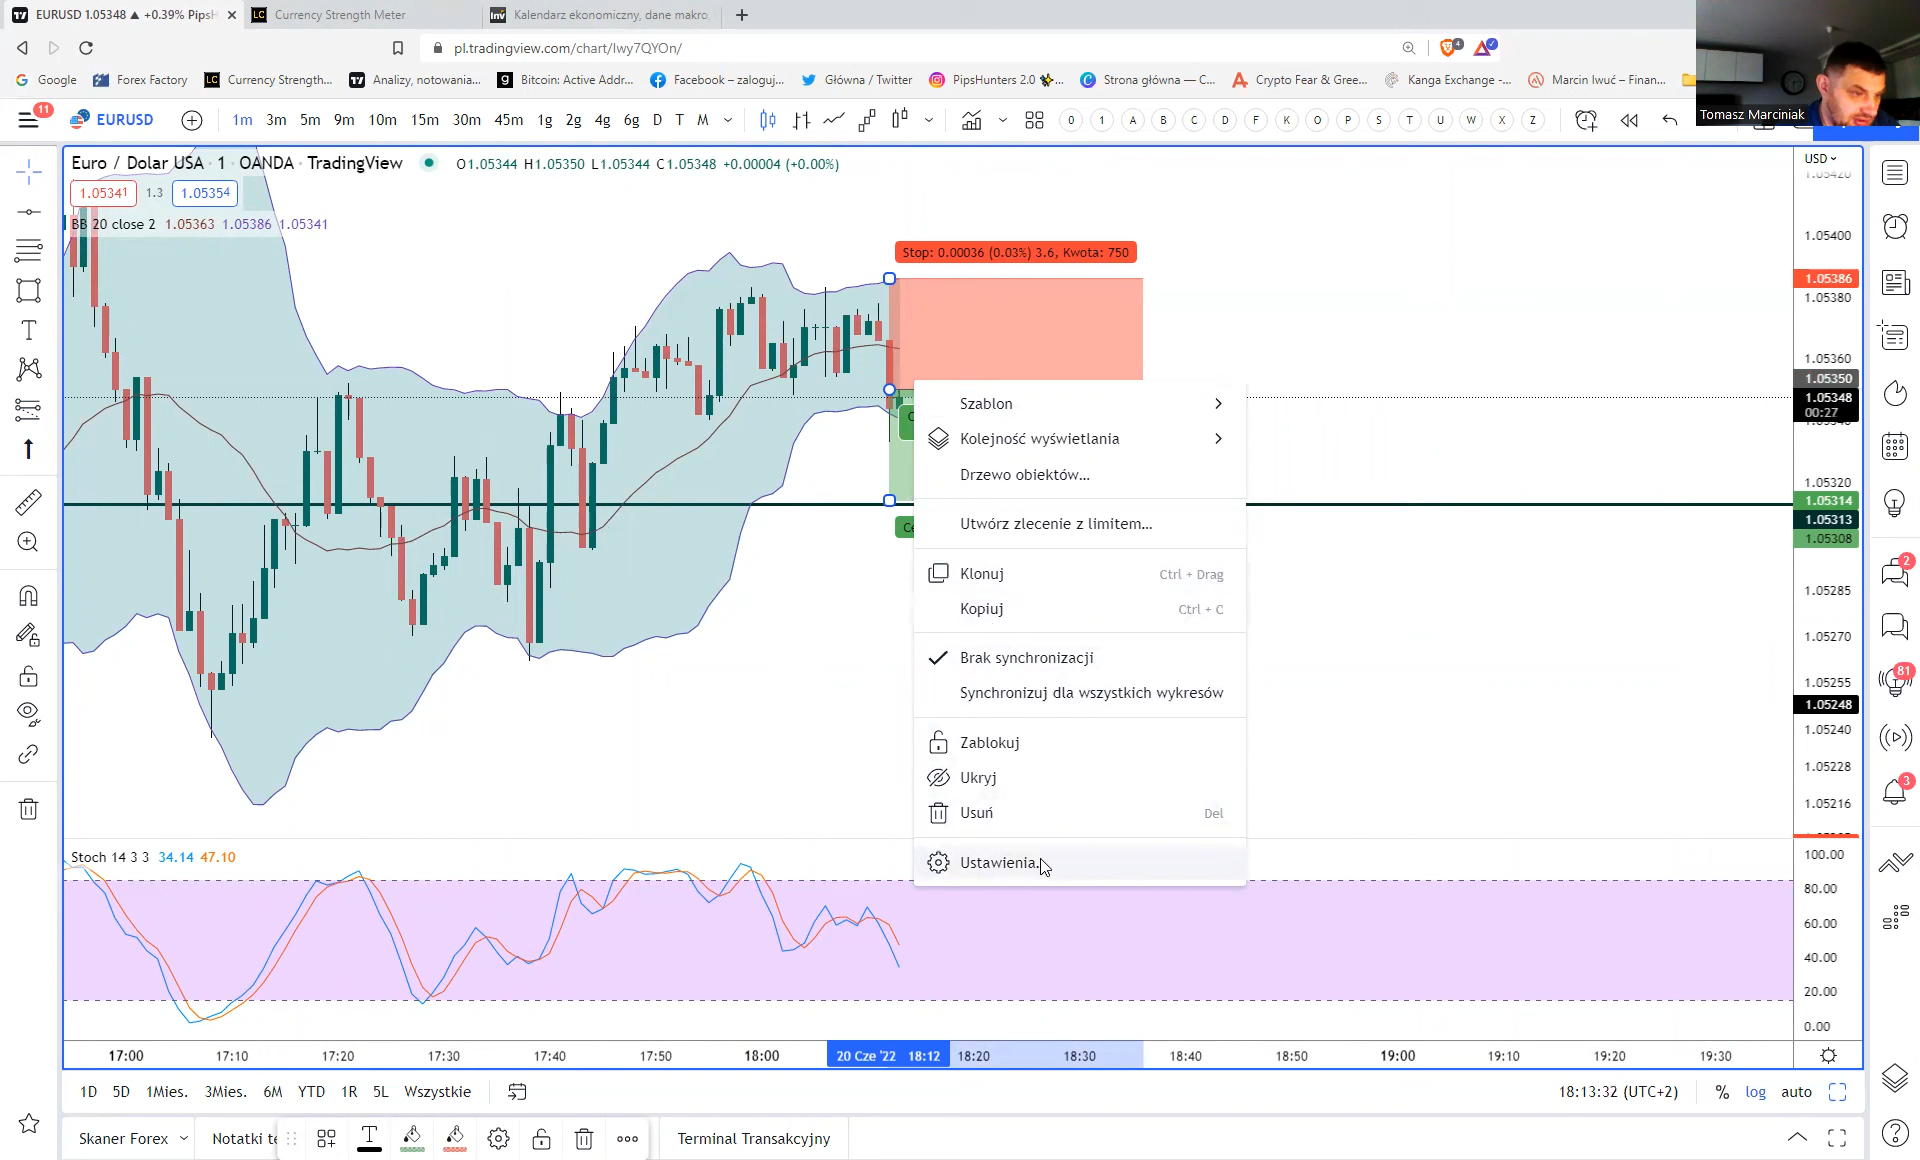 EURUSD 1.05348 ▲ +0.39% PipsH
Currency Strength Meter
Kalendarz ekonomiczny, dane makro,
pl.tradingview.com/chart/Iwy7QYOn/
4
Google
Forex Factory
Currency Strength...
Analizy, notowania...
Bitcoin: Active Addr...
Facebook – zaloguj...
Główna / Twitter
PipsHunters 2.0
Strona główna — C...
Crypto Fear & Gree...
Kanga Exchange -...
Marcin Iwuć – Finan...
Tomasz Marciniak
11
EURUSD
1m 3m 5m 9m 10m 15m 30m 45m 1g 2g 4g 6g D T M
0 1 A B C D F K O P S T U W X Z
Euro / Dolar USA · 1 · OANDA · TradingView
O1.05344 H1.05350 L1.05344 C1.05348 +0.00004 (+0.00%)
USD
1.05341 1.3 1.05354
BB 20 close 2 1.05363 1.05386 1.05341
Stop: 0.00036 (0.03%) 3.6, Kwota: 750
1.05420
1.05400
1.05386
1.05380
1.05360
1.05350
1.05348
00:27
1.05320
1.05314
1.05313
1.05308
1.05285
1.05270
1.05255
1.05248
1.05240
1.05228
1.05216
Szablon
Kolejność wyświetlania
Drzewo obiektów...
Utwórz zlecenie z limitem...
Klonuj Ctrl + Drag
Kopiuj Ctrl + C
Brak synchronizacji
Synchronizuj dla wszystkich wykresów
Zablokuj
Ukryj
Usuń Del
Ustawienia.
2
81
3
Stoch 14 3 3 34.14 47.10
100.00
80.00
60.00
40.00
20.00
0.00
17:00 17:10 17:20 17:30 17:40 17:50 18:00 20 Cze '22 18:12 18:20 18:30 18:40 18:50 19:00 19:10 19:20 19:30
1D 5D 1Mies. 3Mies. 6M YTD 1R 5L Wszystkie
18:13:32 (UTC+2) % log auto
Skaner Forex
Notatki te
Terminal Transakcyjny